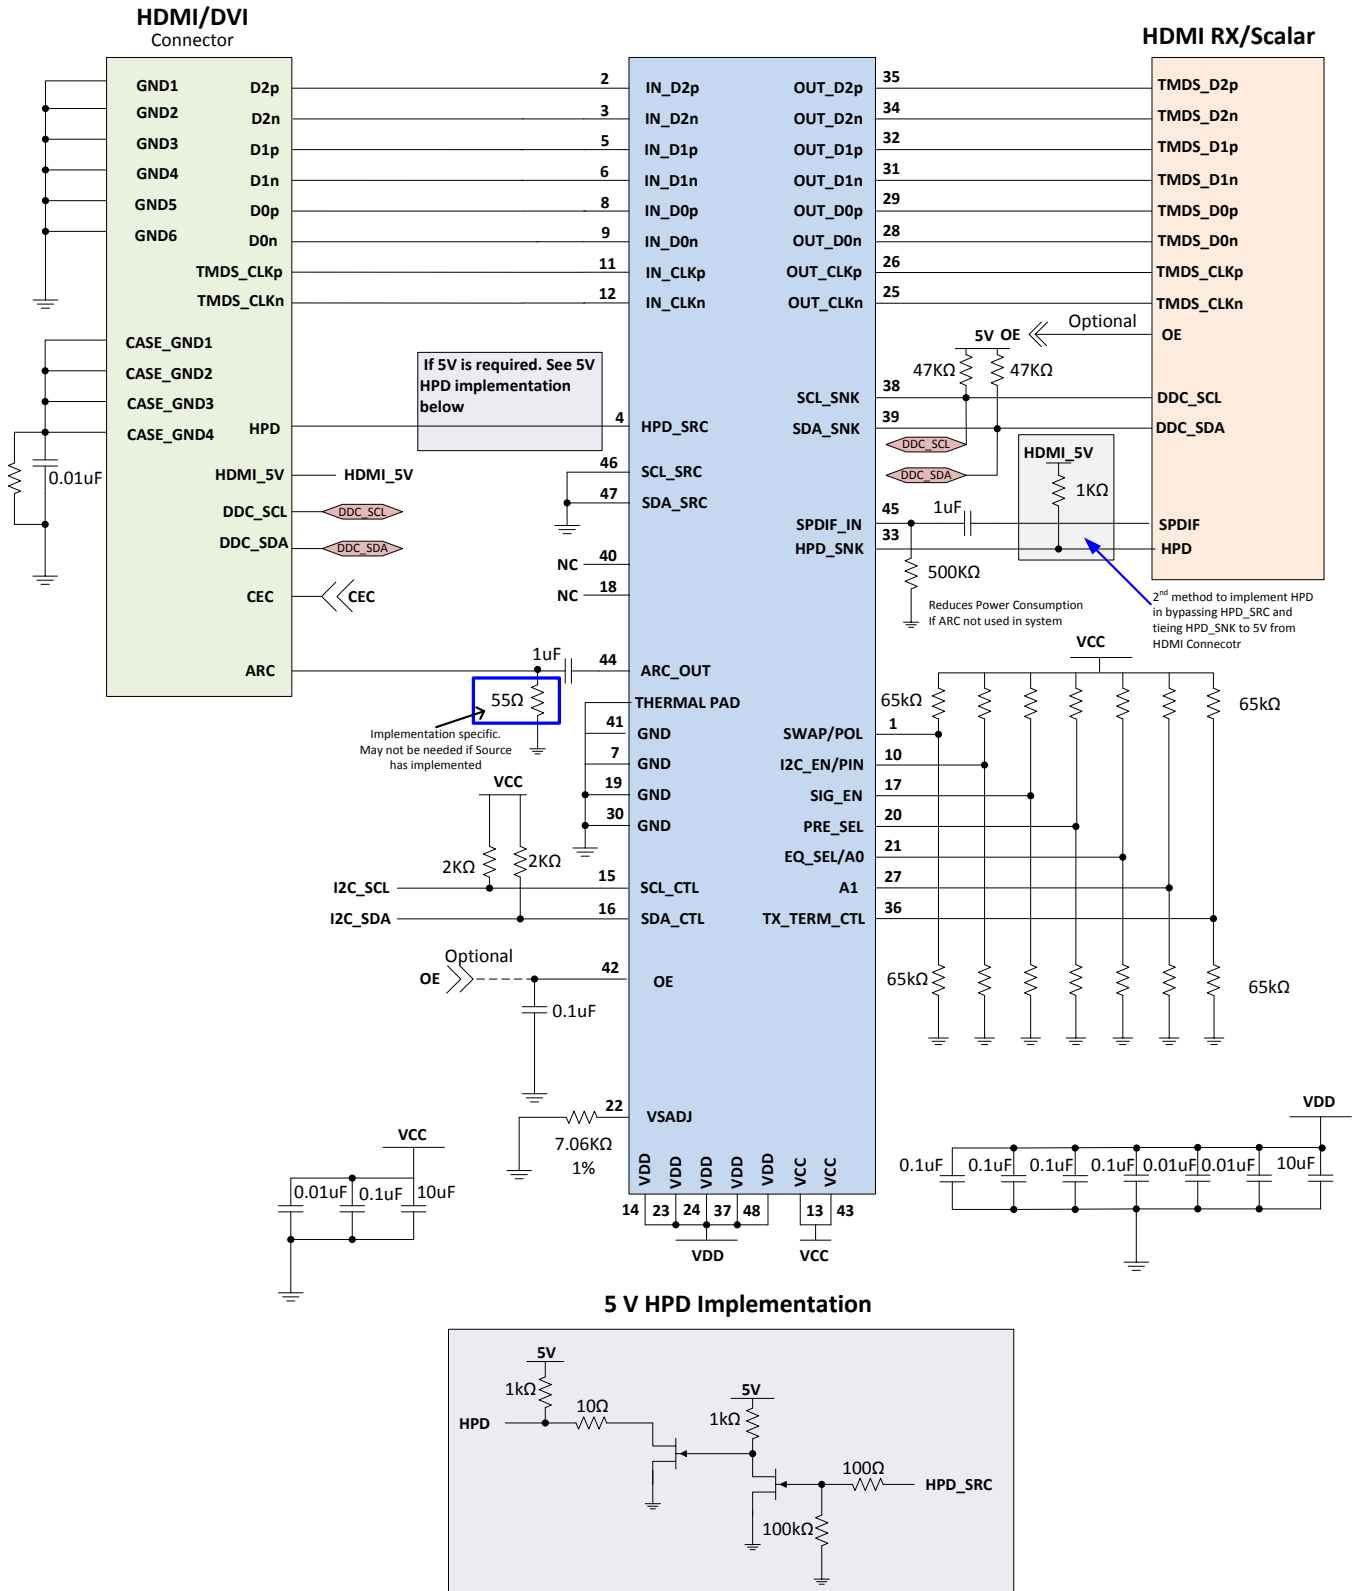 HDMI/DVI
Connector
HDMI RX/Scalar
GND1
GND2
GND3
GND4
GND5
GND6
D2p
D2n
D1p
D1n
D0p
D0n
TMDS_CLKp
TMDS_CLKn
CASE_GND1
CASE_GND2
CASE_GND3
CASE_GND4
HPD
0.01uF
HDMI_5V
HDMI_5V
DDC_SCL
DDC_SCL
DDC_SDA
DDC_SDA
CEC
CEC
ARC
2
3
5
6
8
9
11
12
If 5V is required. See 5V
HPD implementation
below
4
46
47
NC
40
NC
18
1uF
44
55Ω
Implementation specific.
May not be needed if Source
has implemented
41
7
19
30
VCC
2KΩ
2KΩ
I2C_SCL
15
I2C_SDA
16
Optional
OE
42
0.1uF
22
7.06KΩ
1%
IN_D2p
IN_D2n
IN_D1p
IN_D1n
IN_D0p
IN_D0n
IN_CLKp
IN_CLKn
HPD_SRC
SCL_SRC
SDA_SRC
ARC_OUT
THERMAL PAD
GND
GND
GND
GND
SCL_CTL
SDA_CTL
OE
VSADJ
OUT_D2p
OUT_D2n
OUT_D1p
OUT_D1n
OUT_D0p
OUT_D0n
OUT_CLKp
OUT_CLKn
SCL_SNK
SDA_SNK
SPDIF_IN
HPD_SNK
SWAP/POL
I2C_EN/PIN
SIG_EN
PRE_SEL
EQ_SEL/A0
A1
TX_TERM_CTL
VDD
VDD
VDD
VDD
VDD
VCC
VCC
14
23
24
37
48
13
43
VDD
VCC
35
34
32
31
29
28
26
25
5V
OE
Optional
47KΩ
47KΩ
38
39
DDC_SCL
DDC_SDA
HDMI_5V
1KΩ
45
1uF
33
500KΩ
Reduces Power Consumption
If ARC not used in system
TMDS_D2p
TMDS_D2n
TMDS_D1p
TMDS_D1n
TMDS_D0p
TMDS_D0n
TMDS_CLKp
TMDS_CLKn
OE
DDC_SCL
DDC_SDA
SPDIF
HPD
2nd method to implement HPD
in bypassing HPD_SRC and
tieing HPD_SNK to 5V from
HDMI Connecotr
VCC
65kΩ
65kΩ
1
10
17
20
21
27
36
65kΩ
65kΩ
VCC
0.01uF
0.1uF
10uF
VDD
0.1uF
0.1uF
0.1uF
0.1uF
0.01uF
0.01uF
10uF
5 V HPD Implementation
5V
1kΩ
HPD
10Ω
5V
1kΩ
100Ω
HPD_SRC
100kΩ